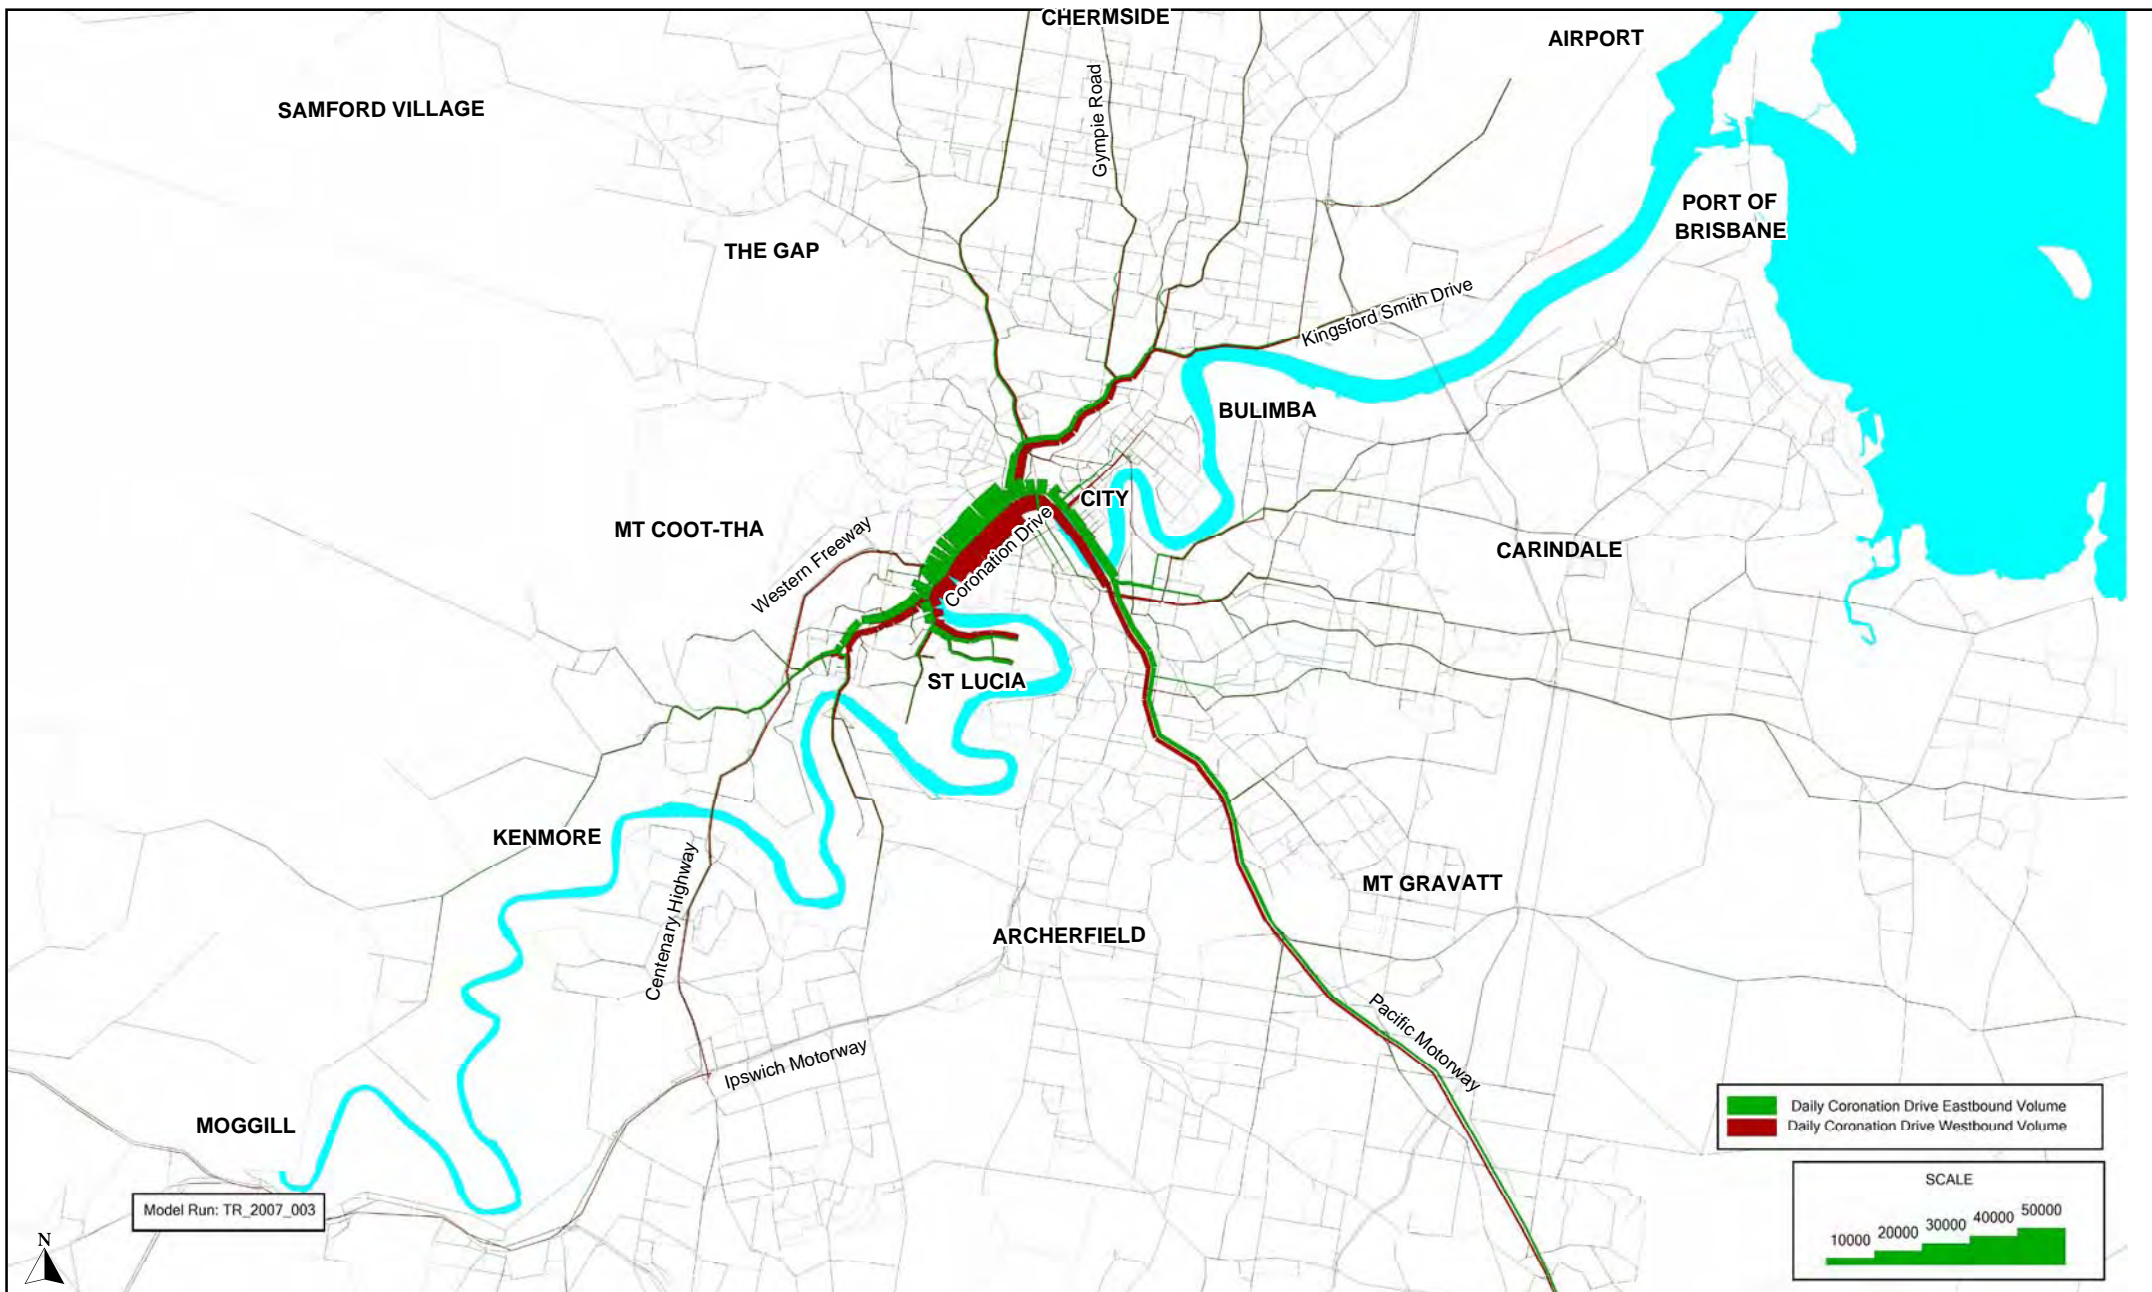 CHERMSIDE
AIRPORT
SAMFORD VILLAGE
Gympie Road
PORT OF
BRISBANE
THE GAP
Kingsford Smith Drive
BULIMBA
CITY
MT COOT-THA
Western Freeway
Coronation Drive
CARINDALE
ST LUCIA
KENMORE
Centenary Highway
MT GRAVATT
ARCHERFIELD
Pacific Motorway
Ipswich Motorway
MOGGILL
Daily Coronation Drive Eastbound Volume
Daily Coronation Drive Westbound Volume
SCALE
10000 20000 30000 40000 50000
Model Run: TR_2007_003
N